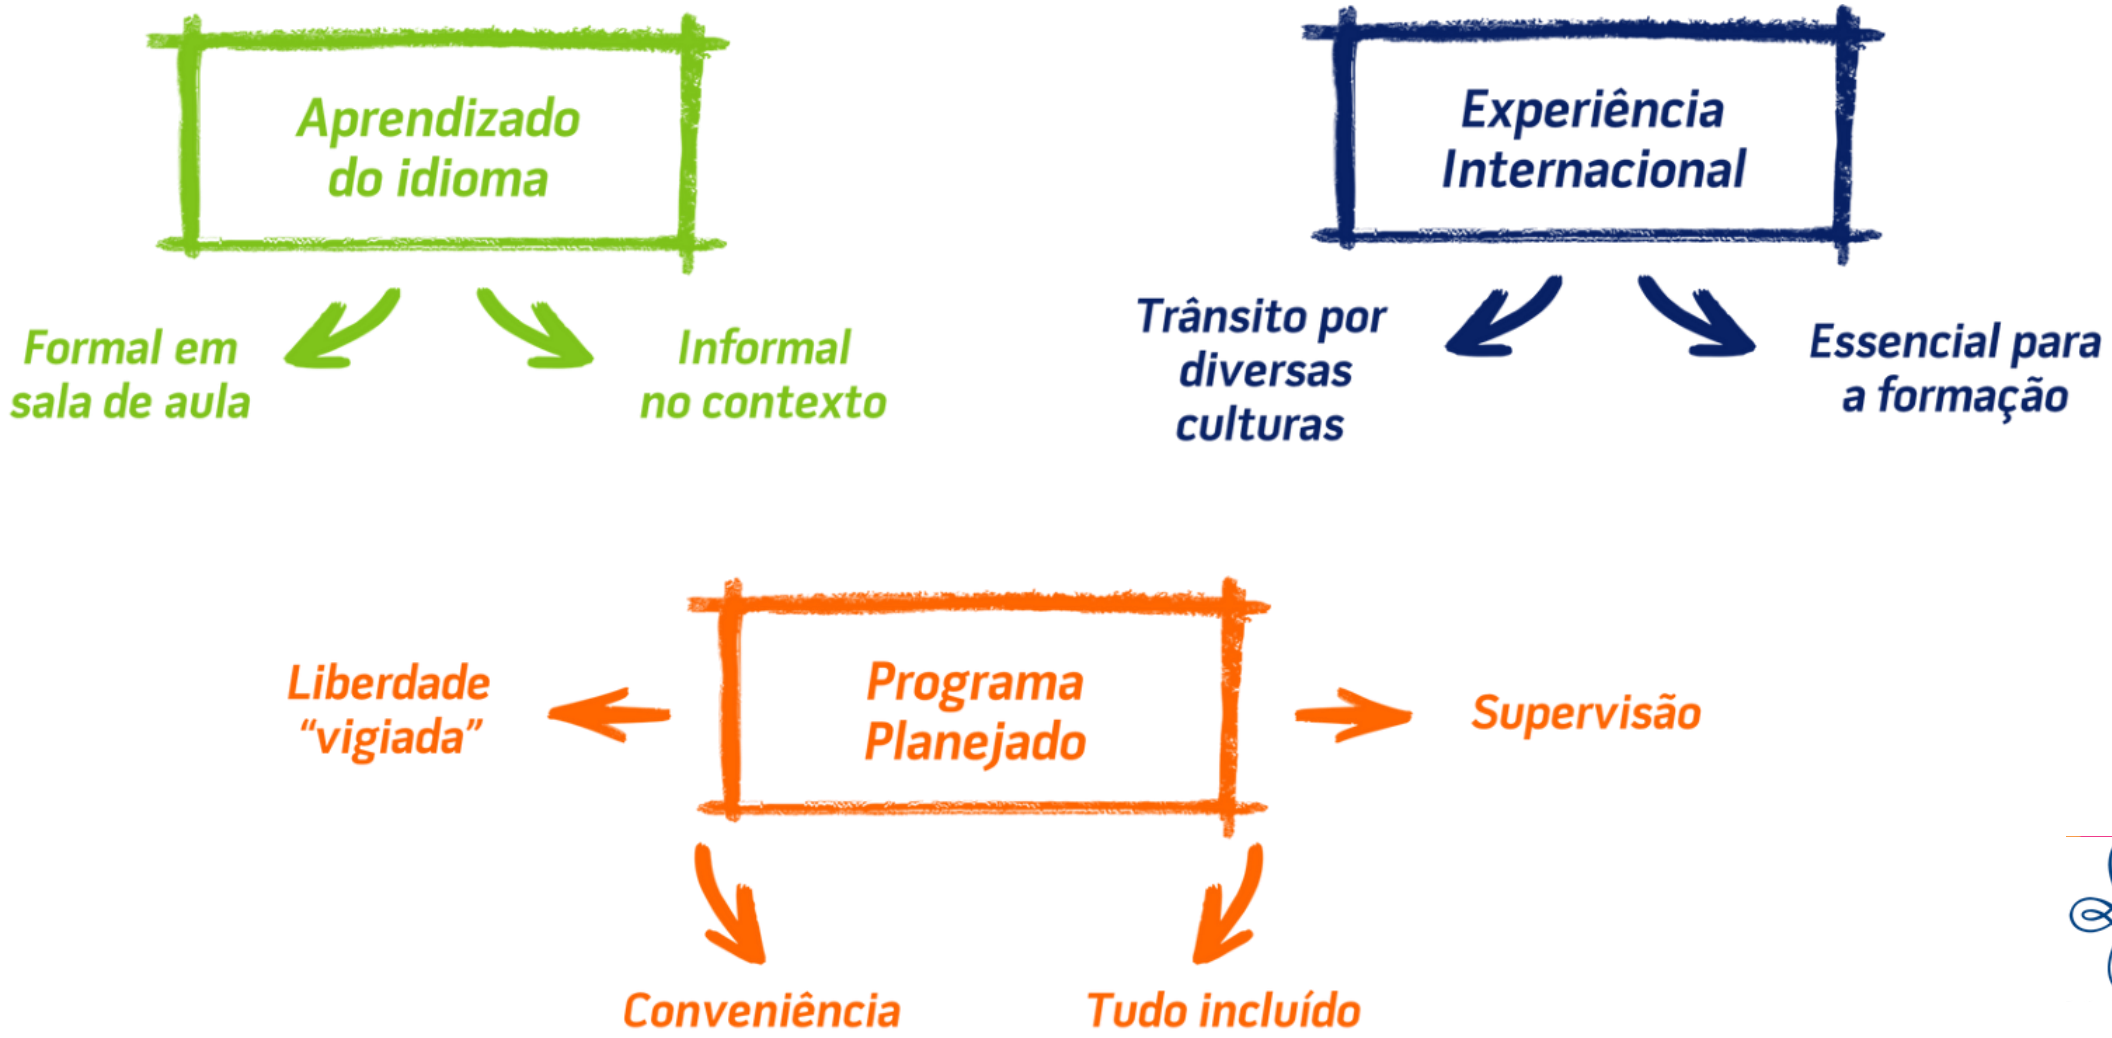 Aprendizado
do idioma
Formal em
sala de aula
Informal
no contexto
Experiência
Internacional
Trânsito por
diversas
culturas
Essencial para
a formação
Programa
Planejado
Liberdade
“vigiada”
Supervisão
Conveniência
Tudo incluído